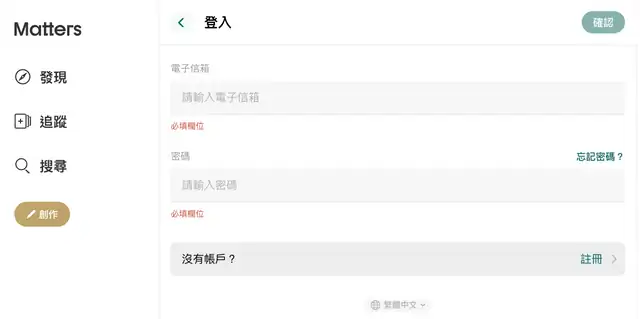 Matters
發現
追蹤
搜尋
創作
登入
確認
電子信箱
請輸入電子信箱
必填欄位
密碼
忘記密碼？
請輸入密碼
必填欄位
沒有帳戶？
註冊
繁體中文